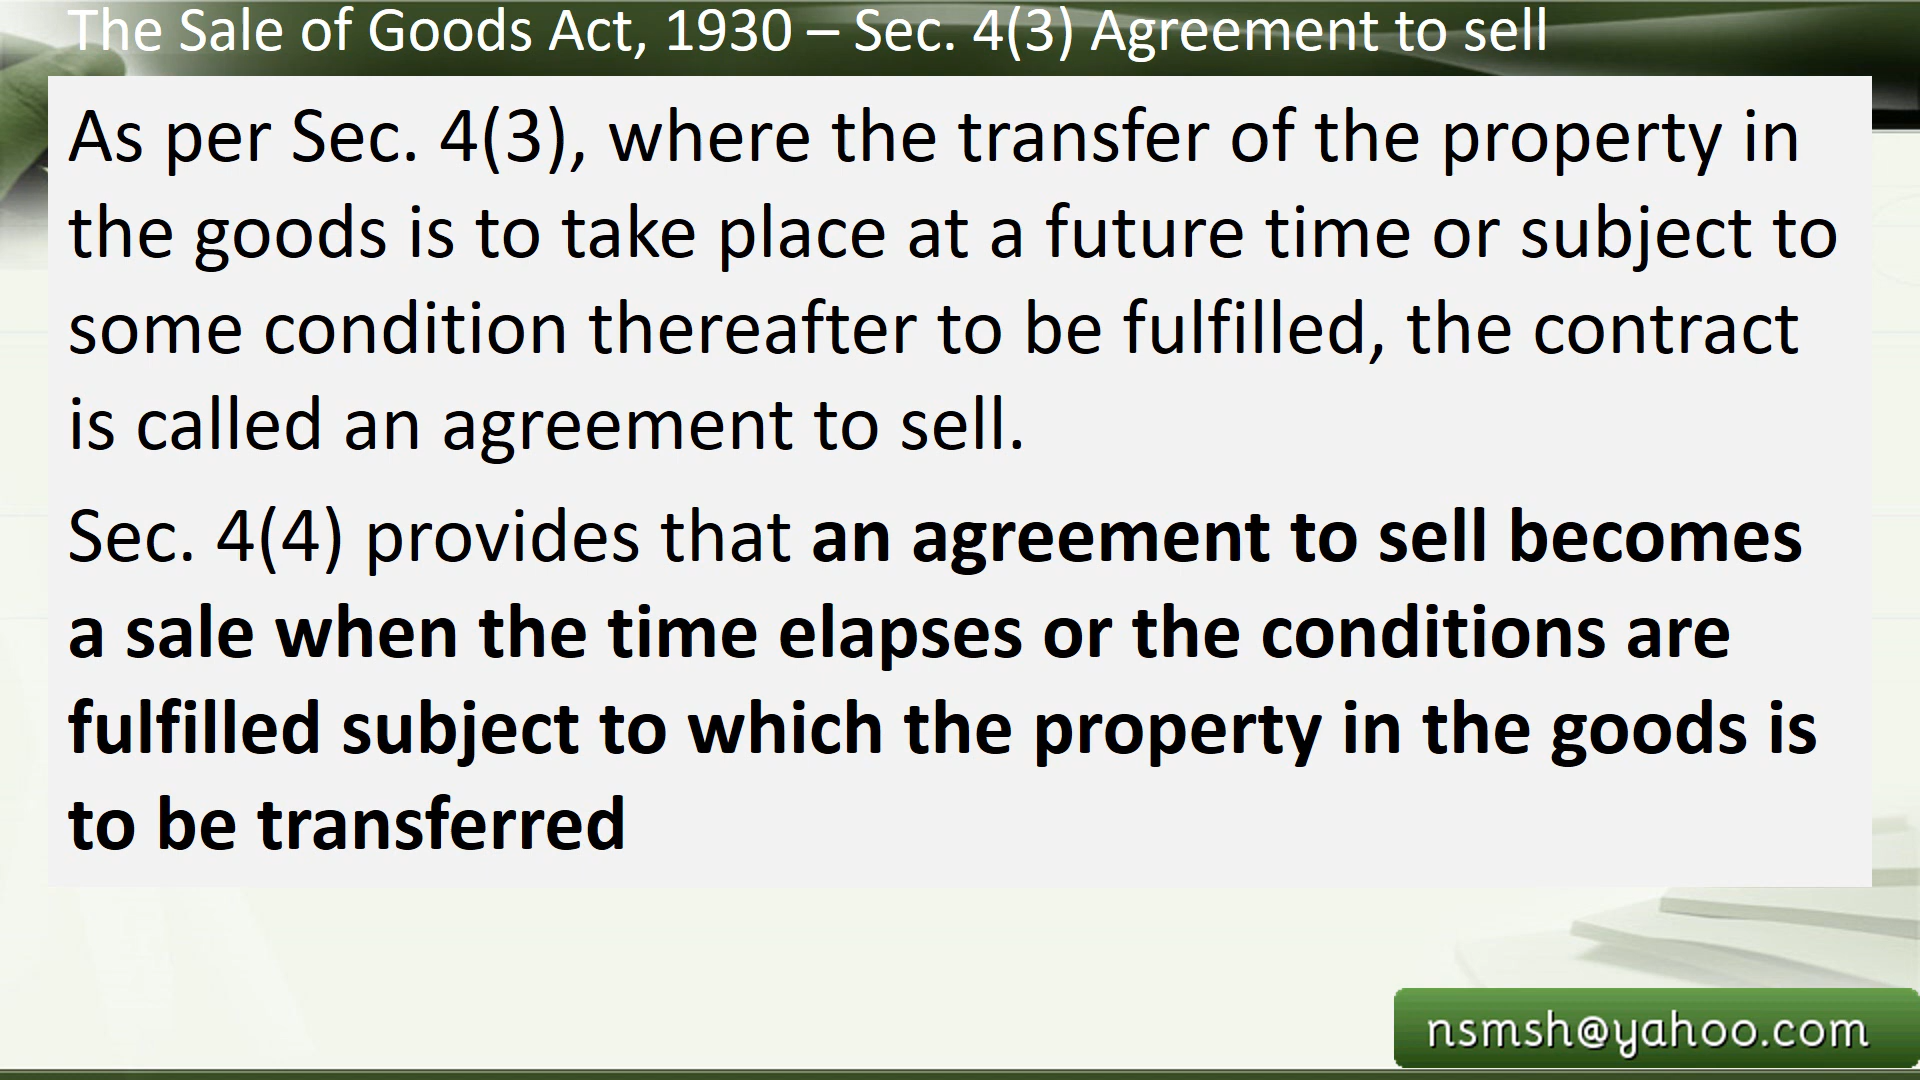 The Sale of Goods Act, 1930 – Sec. 4(3) Agreement to sell
As per Sec. 4(3), where the transfer of the property in
the goods is to take place at a future time or subject to
some condition thereafter to be fulfilled, the contract
is called an agreement to sell.
Sec. 4(4) provides that an agreement to sell becomes
a sale when the time elapses or the conditions are
fulfilled subject to which the property in the goods is
to be transferred
nsmsh@yahoo.com